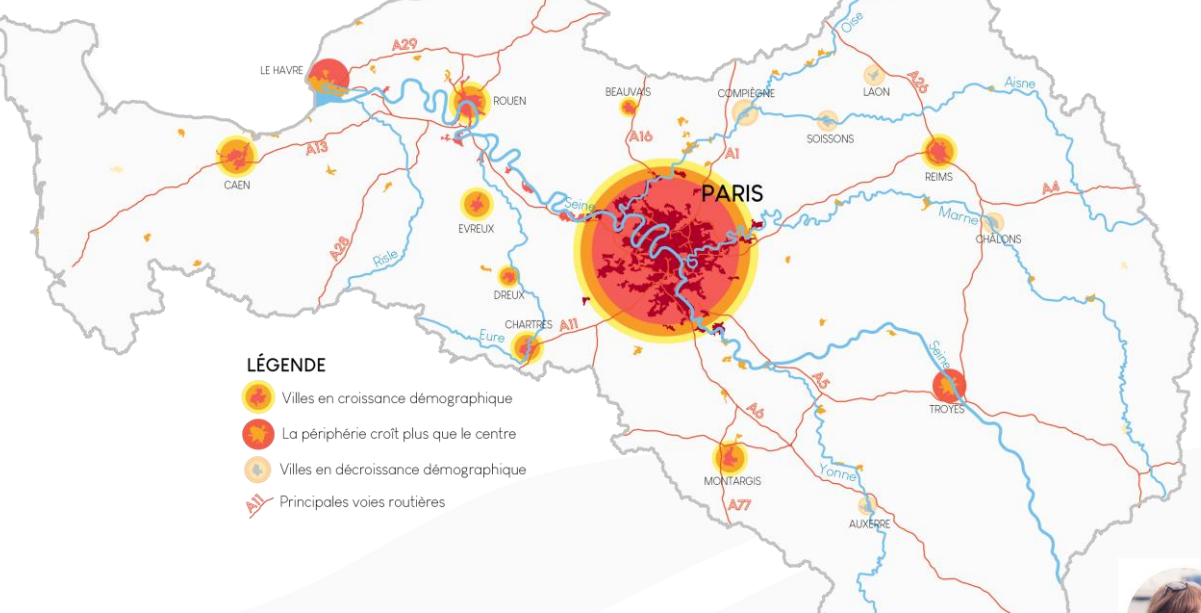 Oise
A29
LE HAVRE
A26
Aisne
BEAUVAIS
COMPIÈGNE
LAON
ROUEN
A16
SOISSONS
A1
A13
CAEN
REIMS
PARIS
A4
Seine
Marne
EVREUX
CHÂLONS
A28
Risle
DREUX
CHARTRES
A11
Eure
Seine
LÉGENDE
Villes en croissance démographique
La périphérie croît plus que le centre
Villes en décroissance démographique
A11 Principales voies routières
A5
TROYES
A6
MONTARGIS
Yonne
A77
AUXERRE